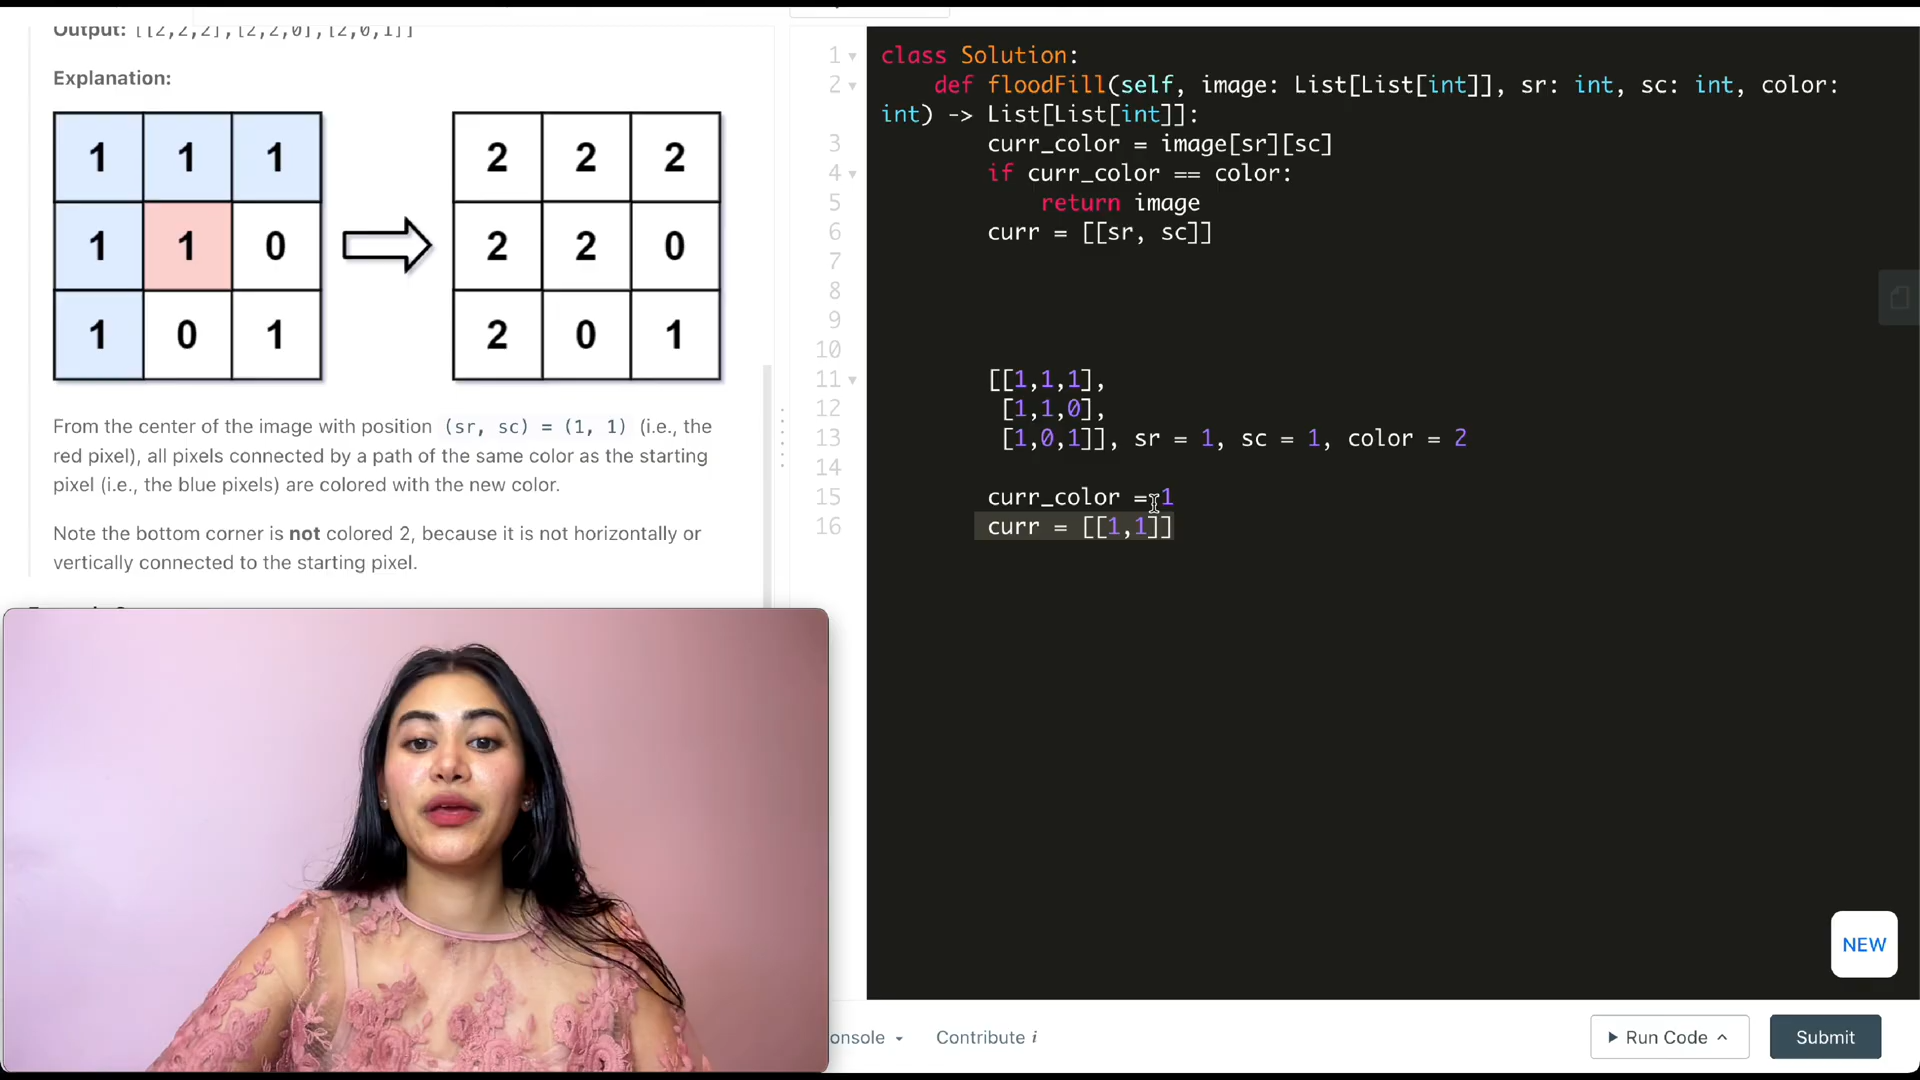 Output: [[2,2,2],[2,2,0],[2,0,1]]
Explanation:
1 1 1
1 1 0
1 0 1
2 2 2
2 2 0
2 0 1
From the center of the image with position (sr, sc) = (1, 1) (i.e., the
red pixel), all pixels connected by a path of the same color as the starting
pixel (i.e., the blue pixels) are colored with the new color.
Note the bottom corner is not colored 2, because it is not horizontally or
vertically connected to the starting pixel.
1 class Solution:
2 def floodFill(self, image: List[List[int]], sr: int, sc: int, color:
int) -> List[List[int]]:
3 curr_color = image[sr][sc]
4 if curr_color == color:
5 return image
6 curr = [[sr, sc]]
7
8
9
10
11 [[1,1,1],
12 [1,1,0],
13 [1,0,1]], sr = 1, sc = 1, color = 2
14
15 curr_color = 1
16 curr = [[1,1]]
NEW
onsole
Contribute i
Run Code
Submit